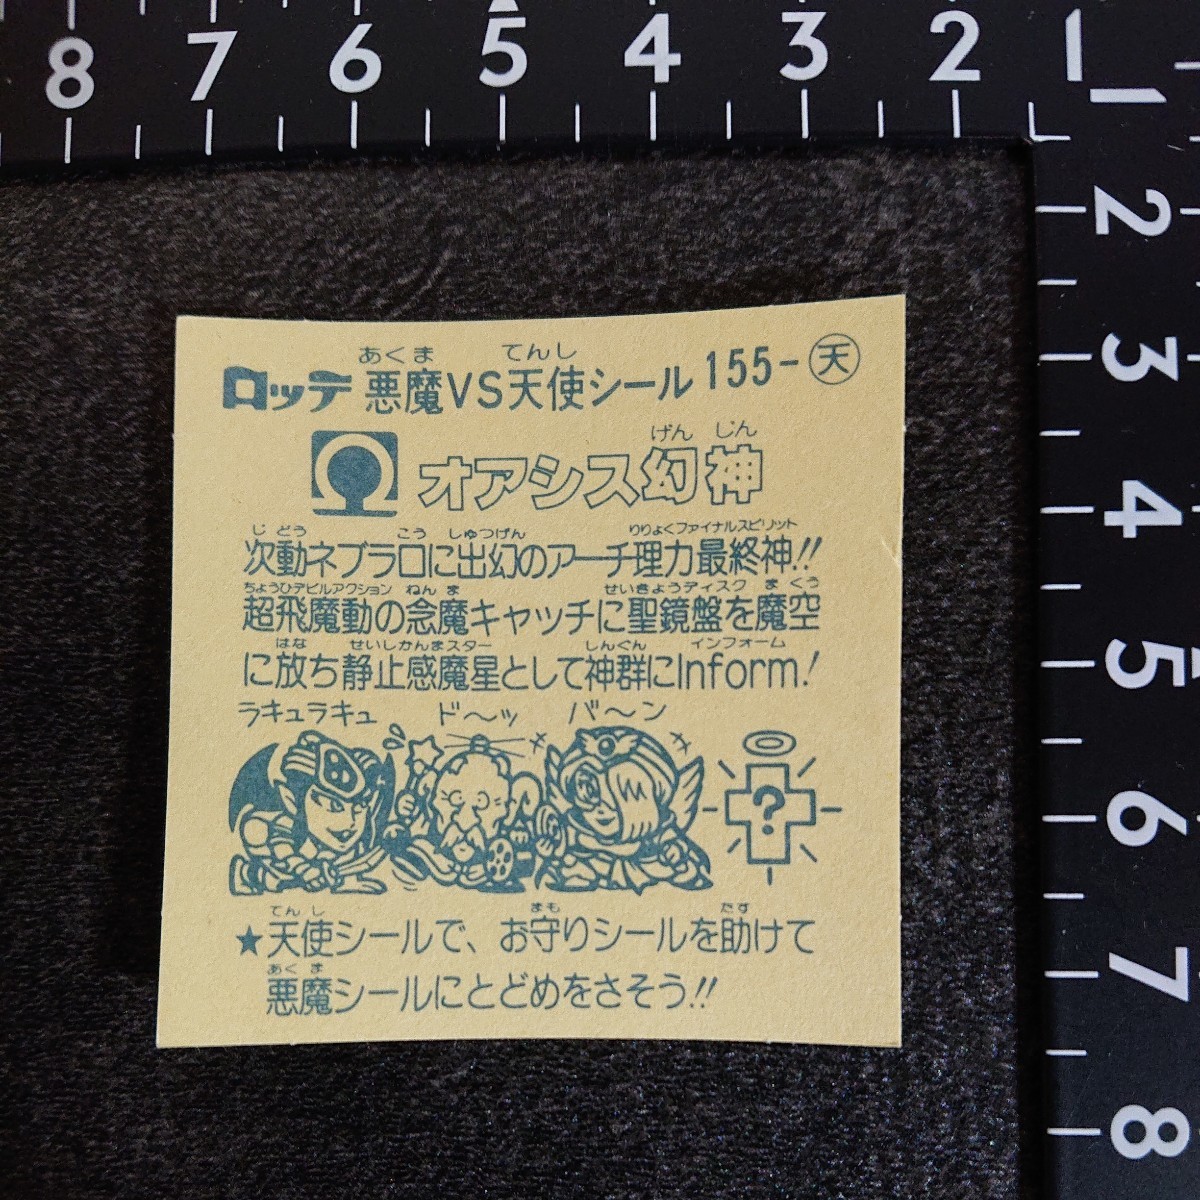 8 7 6 5 4 3 2 1
1
2
3
4
5
6
7
8
あくま てんし
ロッテ 悪魔VS天使シール 155-天
げん じん
Ω オアシス幻神
じどう こう しゅつげん りりょくファイナルスピリット
次動ネブラ口に出幻のアーチ理力最終神!!
ちょうひデビルアクション ねんま せいきょうディスク まくう
超飛魔動の念魔キャッチに聖鏡盤を魔空
はな せいしかんまスター しんぐん インフォーム
に放ち静止感魔星として神群にInform!
ラキュラキュ ド〜ッ バ〜ン
?
てんし まも たす
★天使シールで、お守りシールを助けて
あくま
悪魔シールにとどめをさそう!!